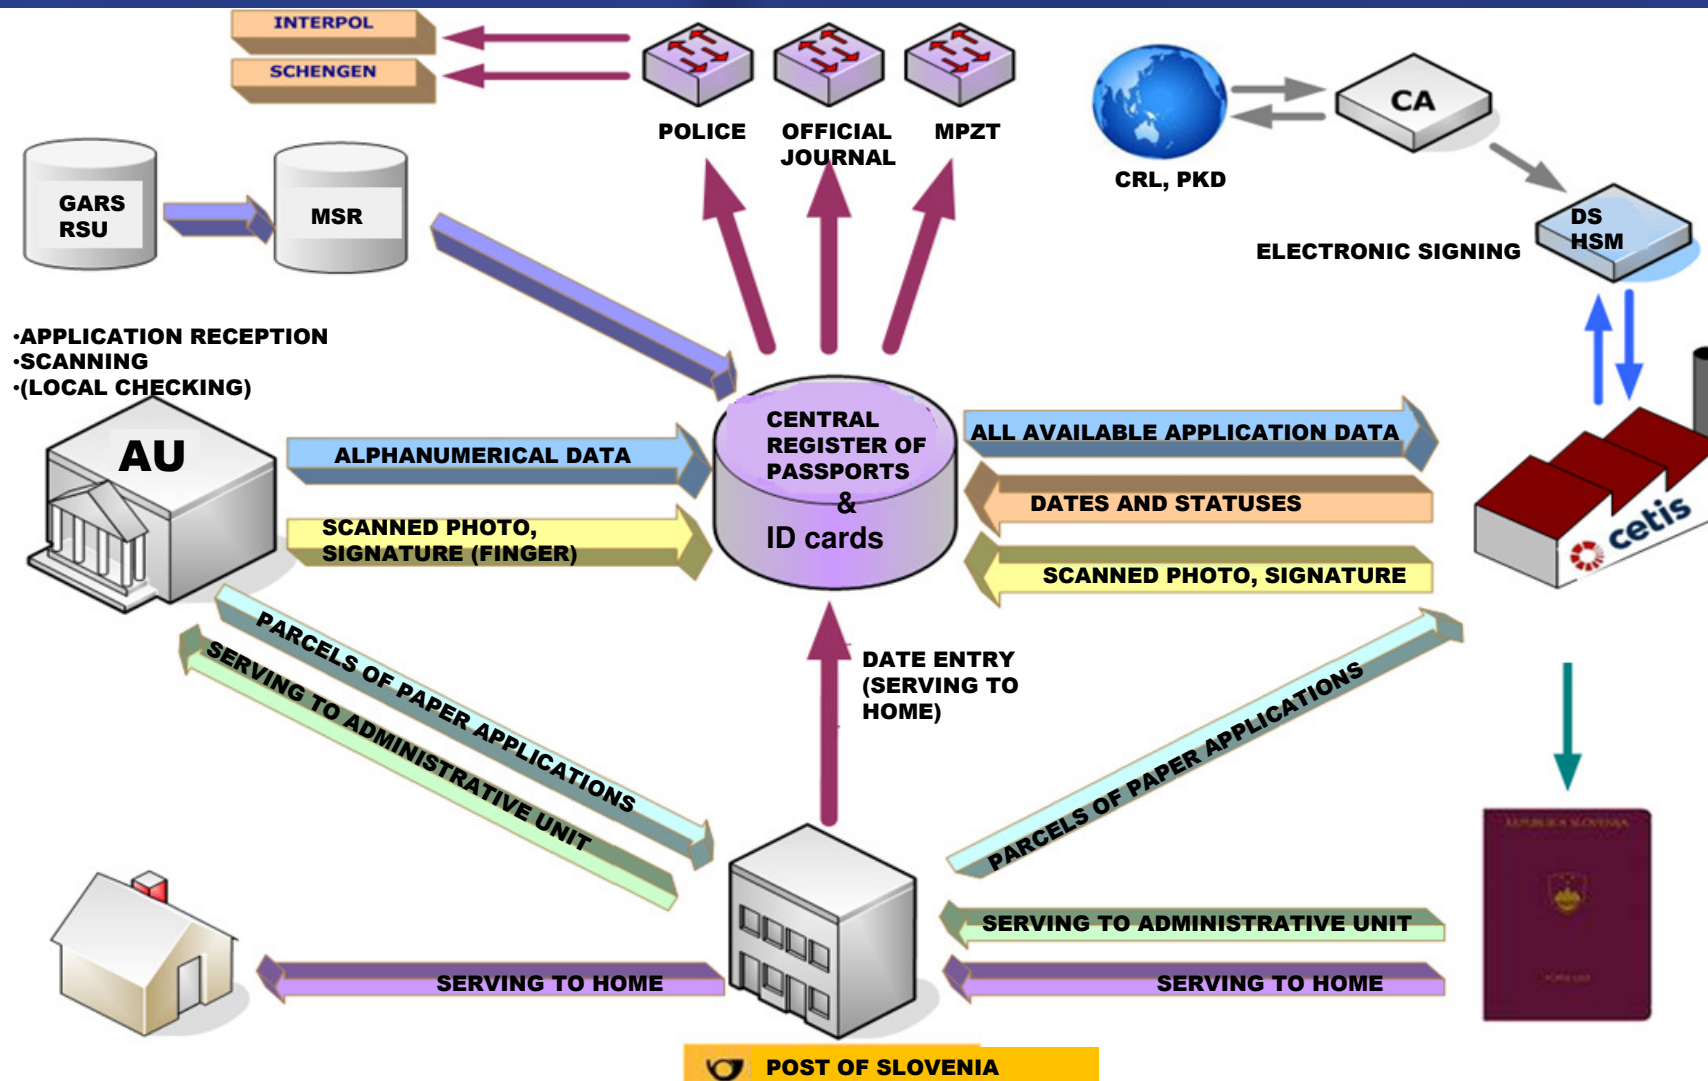 INTERPOL
SCHENGEN
POLICE
OFFICIAL
JOURNAL
MPZT
CA
CRL, PKD
GARS
RSU
MSR
DS
HSM
ELECTRONIC SIGNING
•APPLICATION RECEPTION
•SCANNING
•(LOCAL CHECKING)
AU
ALPHANUMERICAL DATA
CENTRAL
REGISTER OF
PASSPORTS
&
ID cards
ALL AVAILABLE APPLICATION DATA
DATES AND STATUSES
SCANNED PHOTO,
SIGNATURE (FINGER)
SCANNED PHOTO, SIGNATURE
cetis
PARCELS OF PAPER APPLICATIONS
SERVING TO ADMINISTRATIVE UNIT
DATE ENTRY
(SERVING TO
HOME)
PARCELS OF PAPER APPLICATIONS
REPUBLIKA SLOVENIJA
SERVING TO ADMINISTRATIVE UNIT
SERVING TO HOME
SERVING TO HOME
POST OF SLOVENIA